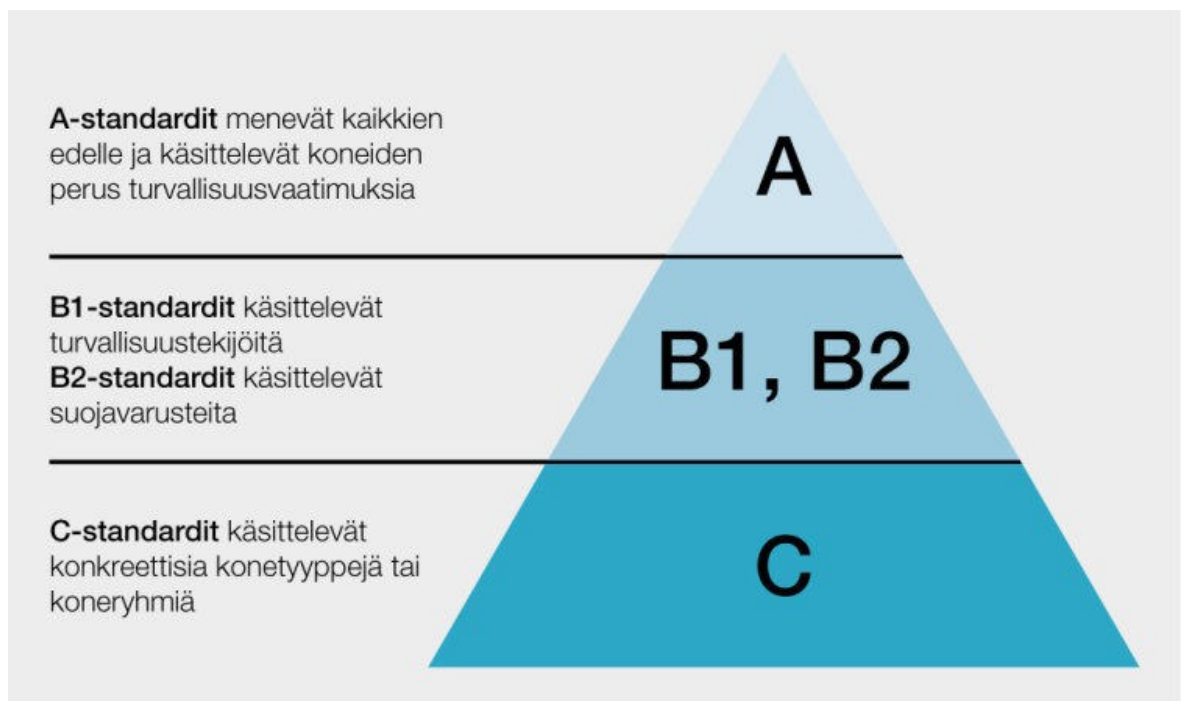 A-standardit menevät kaikkien
edelle ja käsittelevät koneiden
perus turvallisuusvaatimuksia
A
B1-standardit käsittelevät
turvallisuustekijöitä
B2-standardit käsittelevät
suojavarusteita
B1, B2
C-standardit käsittelevät
konkreettisia konetyyppejä tai
koneryhmiä
C